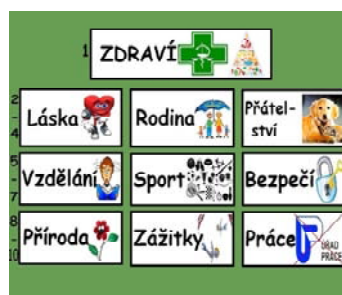 1 ZDRAVÍ
2 - 4 Láska Rodina Přátel-
ství
5 - 7 Vzdělání Sport Bezpečí
8 - 10 Příroda Zážitky Práce
ÚŘAD
PRÁCE